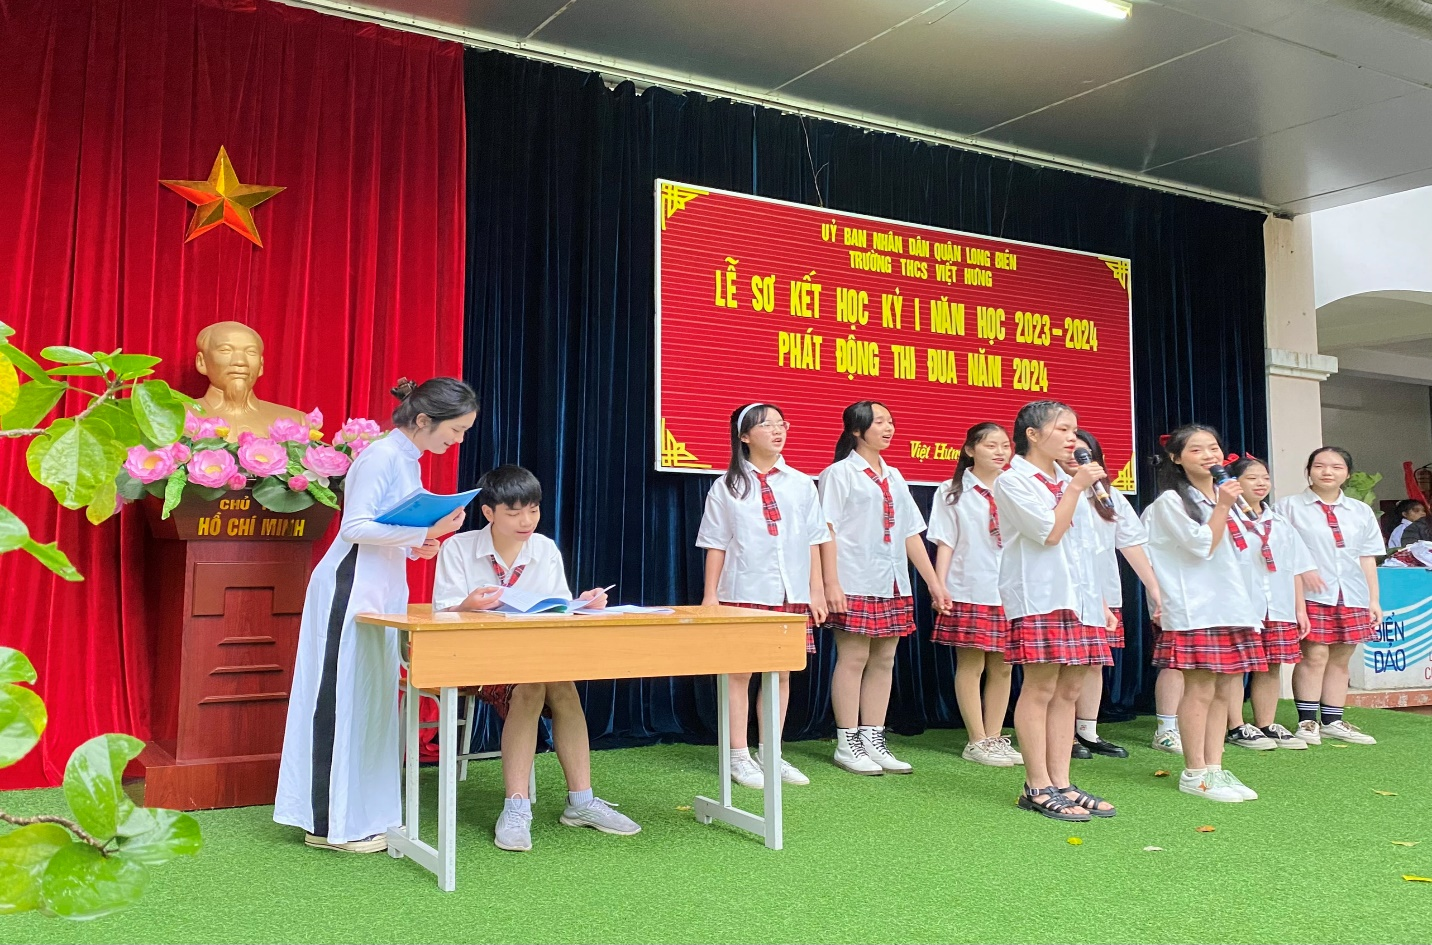 UỶ BAN NHÂN DÂN QUẬN LONG BIÊN
TRƯỜNG THCS VIỆT HƯNG
LỄ SƠ KẾT HỌC KỲ I NĂM HỌC 2023-2024
PHÁT ĐỘNG THI ĐUA NĂM 2024
Việt Hưn
CHỦ
HỒ CHÍ MINH
BIỂN
ĐẢO